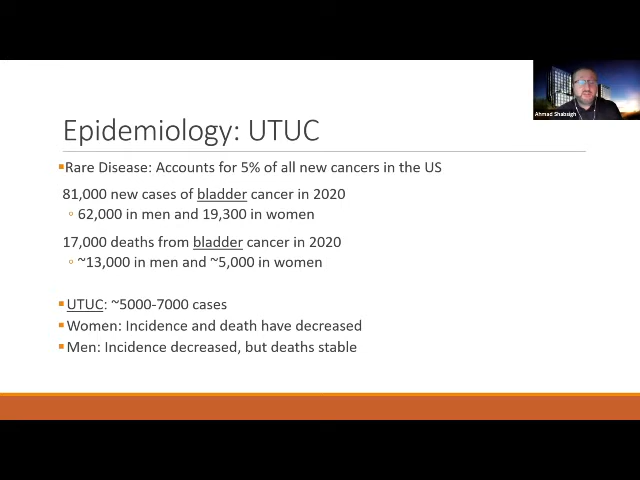 Ahmad Shabsigh
Epidemiology: UTUC
▪Rare Disease: Accounts for 5% of all new cancers in the US
81,000 new cases of bladder cancer in 2020
◦ 62,000 in men and 19,300 in women
17,000 deaths from bladder cancer in 2020
◦ ~13,000 in men and ~5,000 in women
▪ UTUC: ~5000-7000 cases
▪ Women: Incidence and death have decreased
▪ Men: Incidence decreased, but deaths stable